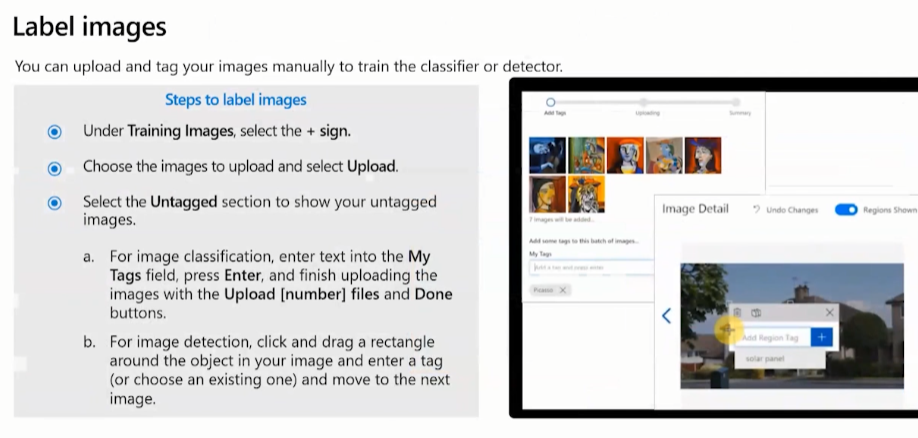 Label images
You can upload and tag your images manually to train the classifier or detector.
Steps to label images
Under Training Images, select the + sign.
Choose the images to upload and select Upload.
Select the Untagged section to show your untagged
images.
a. For image classification, enter text into the My
Tags field, press Enter, and finish uploading the
images with the Upload [number] files and Done
buttons.
b. For image detection, click and drag a rectangle
around the object in your image and enter a tag
(or choose an existing one) and move to the next
image.
Add Tags
Uploading
Summary
7 images will be added..
Add some tags to this batch of images..
My Tags
Add a tag and press enter
Picasso X
Image Detail
Undo Changes
Regions Shown
Add Region Tag
solar panel